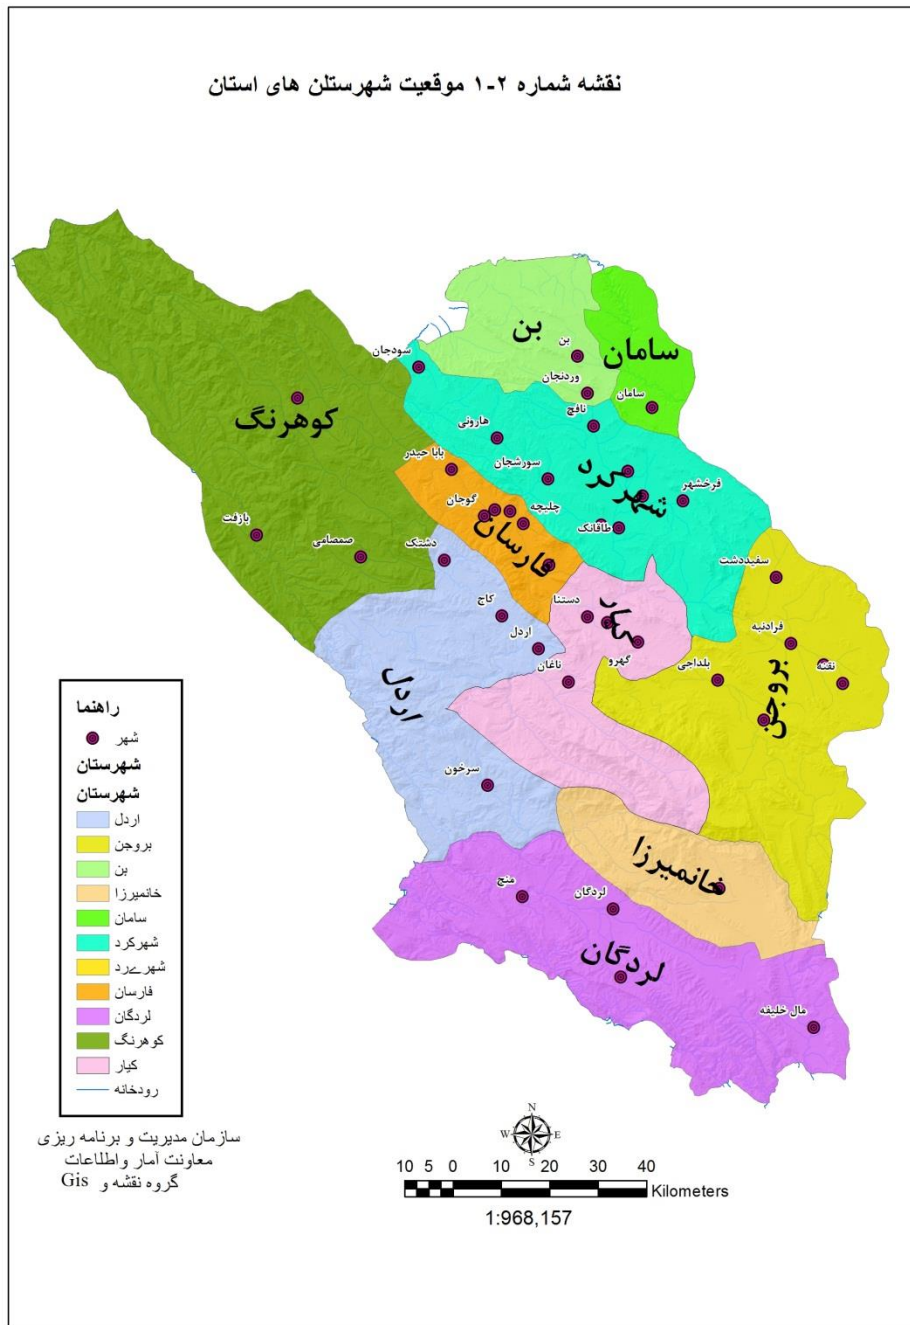 نقشه شماره ۲-۱ موقعیت شهرستلن های استان
بن
سامان
بن
شودجان
وردنجان
سامان
کوهرنگ
نافچ
هارونی
بابا حیدر
سورشجان
شهرکرد
فرخشهر
گوجان
چلیچه
طاقانک
بازفت
صمصامی
دشتک
فارسان
سفیددشت
کاج
دستنا
کیار
فرادنبه
اردل
گهرو
ناغان
بلداجی
نقنه
اردل
بروجن
سرخون
خانمیرزا
منج
لردگان
لردگان
مال خلیفه
راهنما
شهر
شهرستان
شهرستان
اردل
بروجن
بن
خانمیرزا
سامان
شهرکرد
شهرےرد
فارسان
لردگان
کوهرنگ
کیار
رودخانه
سازمان مدیریت و برنامه ریزی
معاونت آمار واطلاعات
گروه نقشه و Gis
N
W E
S
10 5 0 10 20 30 40
Kilometers
1:968,157